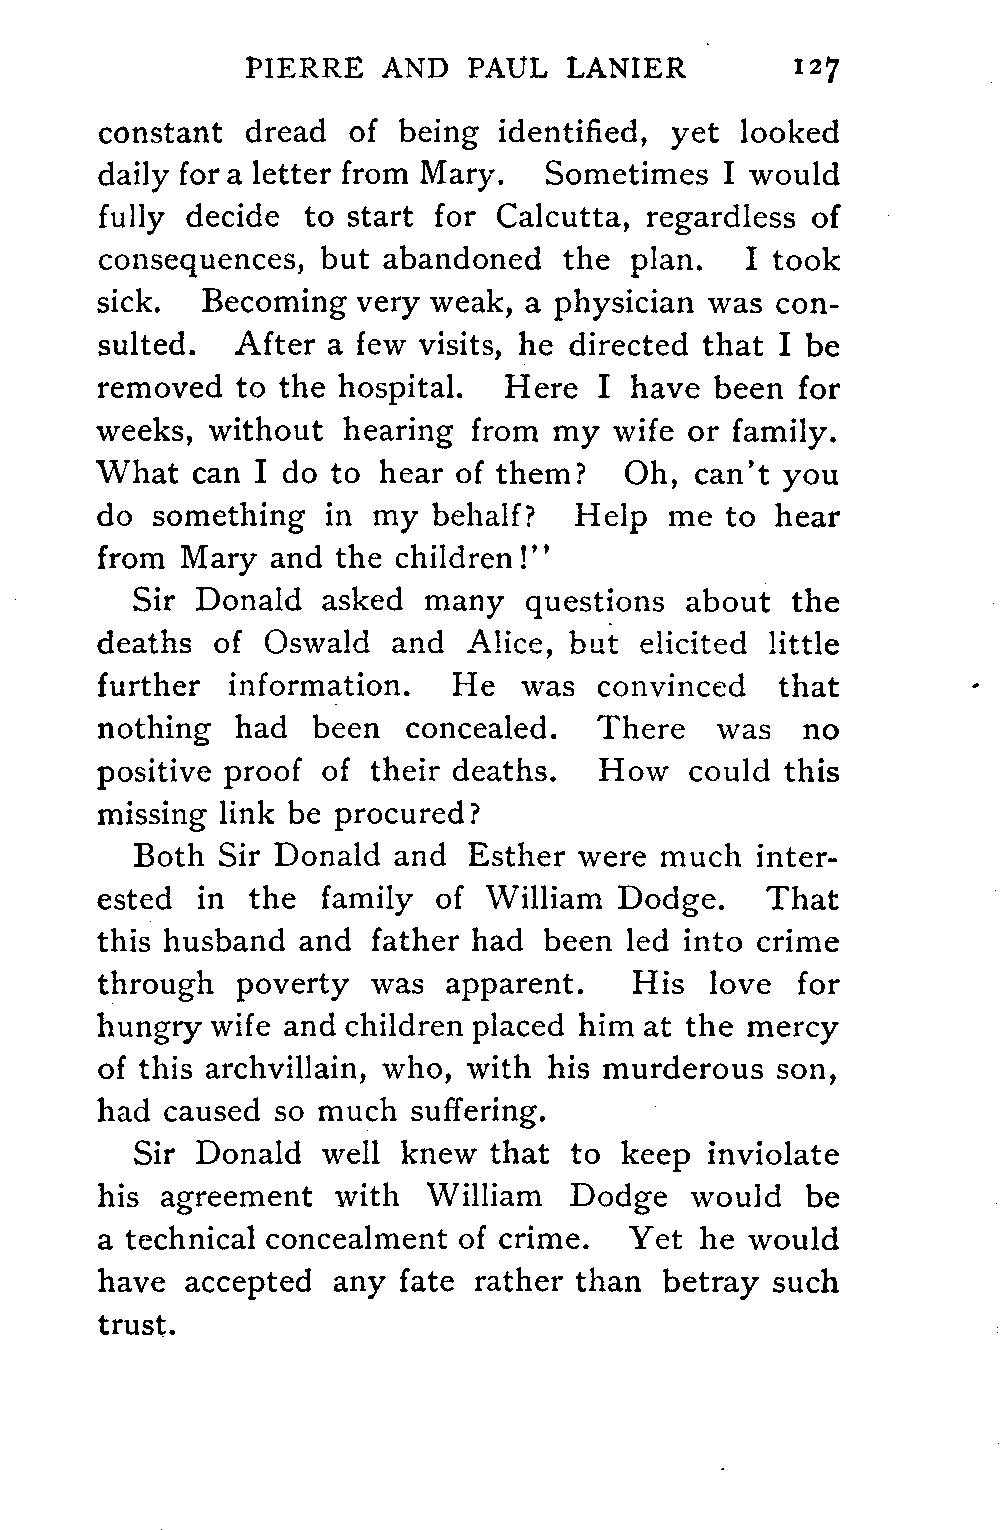 PIERRE AND PAUL LANIER 127
constant dread of being identified, yet looked
daily for a letter from Mary. Sometimes I would
fully decide to start for Calcutta, regardless of
consequences, but abandoned the plan. I took
sick. Becoming very weak, a physician was con-
sulted. After a few visits, he directed that I be
removed to the hospital. Here I have been for
weeks, without hearing from my wife or family.
What can I do to hear of them? Oh, can't you
do something in my behalf? Help me to hear
from Mary and the children!''
Sir Donald asked many questions about the
deaths of Oswald and Alice, but elicited little
further information. He was convinced that
nothing had been concealed. There was no
positive proof of their deaths. How could this
missing link be procured?
Both Sir Donald and Esther were much inter-
ested in the family of William Dodge. That
this husband and father had been led into crime
through poverty was apparent. His love for
hungry wife and children placed him at the mercy
of this archvillain, who, with his murderous son,
had caused so much suffering.
Sir Donald well knew that to keep inviolate
his agreement with William Dodge would be
a technical concealment of crime. Yet he would
have accepted any fate rather than betray such
trust.